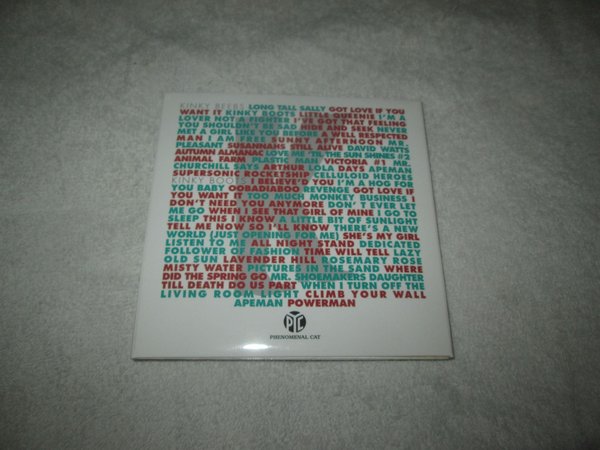 KINKY BEEBS LONG TALL SALLY GOT LOVE IF YOU
WANT IT KINKY BOOTS LITTLE QUEENIE I'M A
LOVER NOT A FIGHTER I'VE GOT THAT FEELING
YOU SHOULDN'T BE SAD HIDE AND SEEK NEVER
MET A GIRL LIKE YOU BEFORE A WELL RESPECTED
MAN I AM FREE SUNNY AFTERNOON MR.
PLEASANT SUSANNAHS STILL ALIVE DAVID WATTS
AUTUMN ALMANAC LOVE ME 'TIL THE SUN SHINES #2
ANIMAL FARM PLASTIC MAN VICTORIA #1 MR.
CHURCHILL SAYS ARTHUR LOLA DAYS APEMAN
SUPERSONIC ROCKETSHIP CELLULOID HEROES
KINKY BOOTS I BELIEVE'D YOU I'M A HOG FOR
YOU BABY OOBADIABOO REVENGE GOT LOVE IF
YOU WANT IT TOO MUCH MONKEY BUSINESS I
DON'T NEED YOU ANYMORE DON'T EVER LET
ME GO WHEN I SEE THAT GIRL OF MINE I GO TO
SLEEP THIS I KNOW A LITTLE BIT OF SUNLIGHT
TELL ME NOW SO I'LL KNOW THERE'S A NEW
WORLD (JUST OPENING FOR ME) SHE'S MY GIRL
LISTEN TO ME ALL NIGHT STAND DEDICATED
FOLLOWER OF FASHION TIME WILL TELL LAZY
OLD SUN LAVENDER HILL ROSEMARY ROSE
MISTY WATER PICTURES IN THE SAND WHERE
DID THE SPRING GO MR. SHOEMAKERS DAUGHTER
TILL DEATH DO US PART WHEN I TURN OFF THE
LIVING ROOM LIGHT CLIMB YOUR WALL
APEMAN POWERMAN
PC
PHENOMENAL CAT